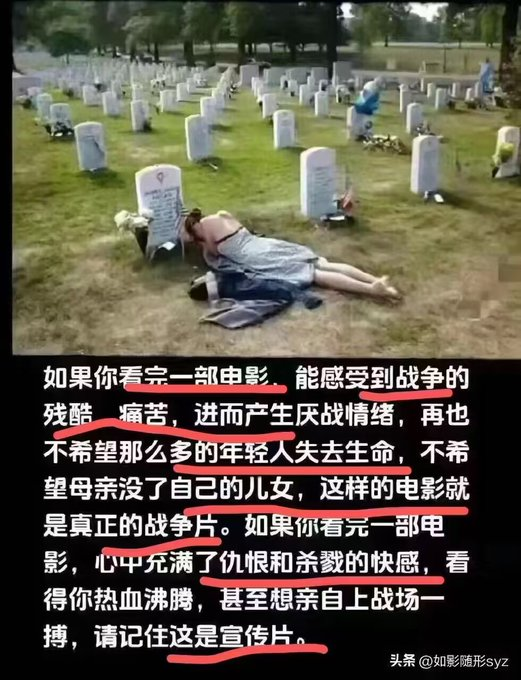 如果你看完一部电影，能感受到战争的
残酷、痛苦，进而产生厌战情绪，再也
不希望那么多的年轻人失去生命，不希
望母亲没了自己的儿女，这样的电影就
是真正的战争片。如果你看完一部电
影，心中充满了仇恨和杀戮的快感，看
得你热血沸腾，甚至想亲自上战场一
搏，请记住这是宣传片。
头条 @如影随形syz